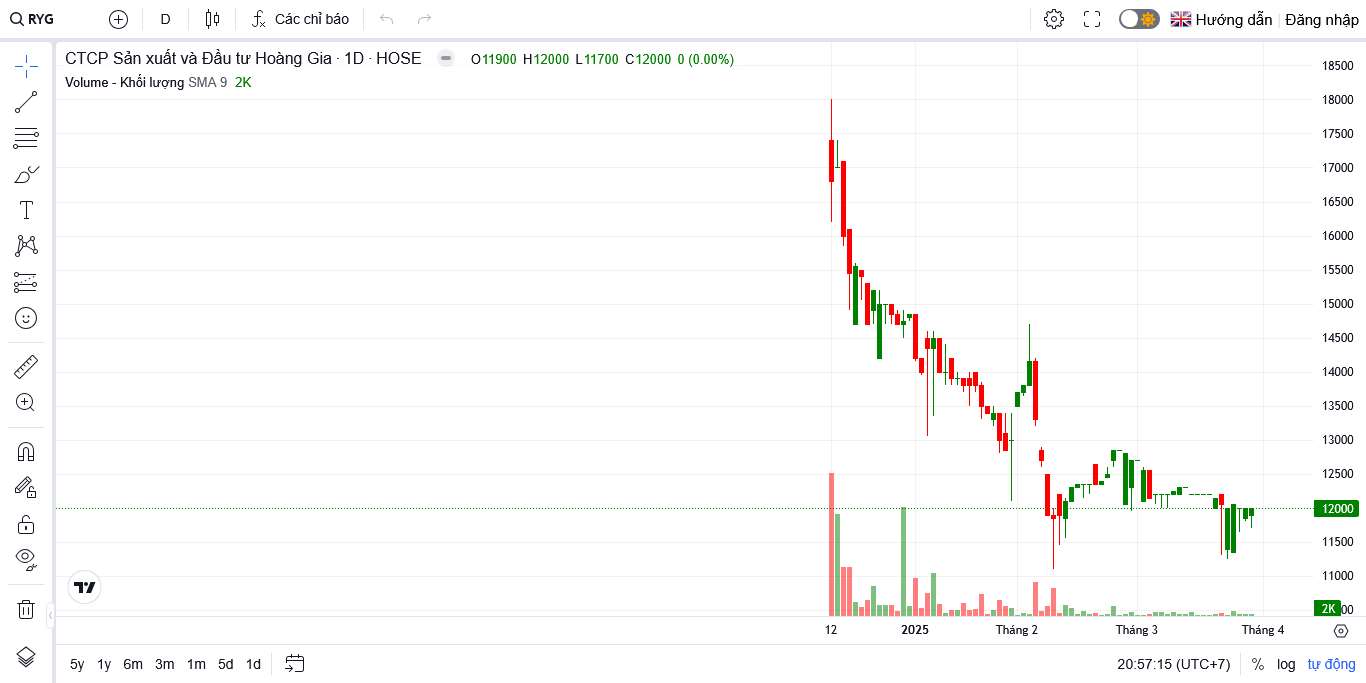 RYG D Các chỉ báo Hướng dẫn Đăng nhập
CTCP Sản xuất và Đầu tư Hoàng Gia · 1D · HOSE O11900 H12000 L11700 C12000 0 (0.00%)
Volume - Khối lượng SMA 9 2K
18500
18000
17500
17000
16500
16000
15500
15000
14500
14000
13500
13000
12500
12000
11500
11000
2K
12 2025 Tháng 2 Tháng 3 Tháng 4
5y 1y 6m 3m 1m 5d 1d 20:57:15 (UTC+7) % log tự động